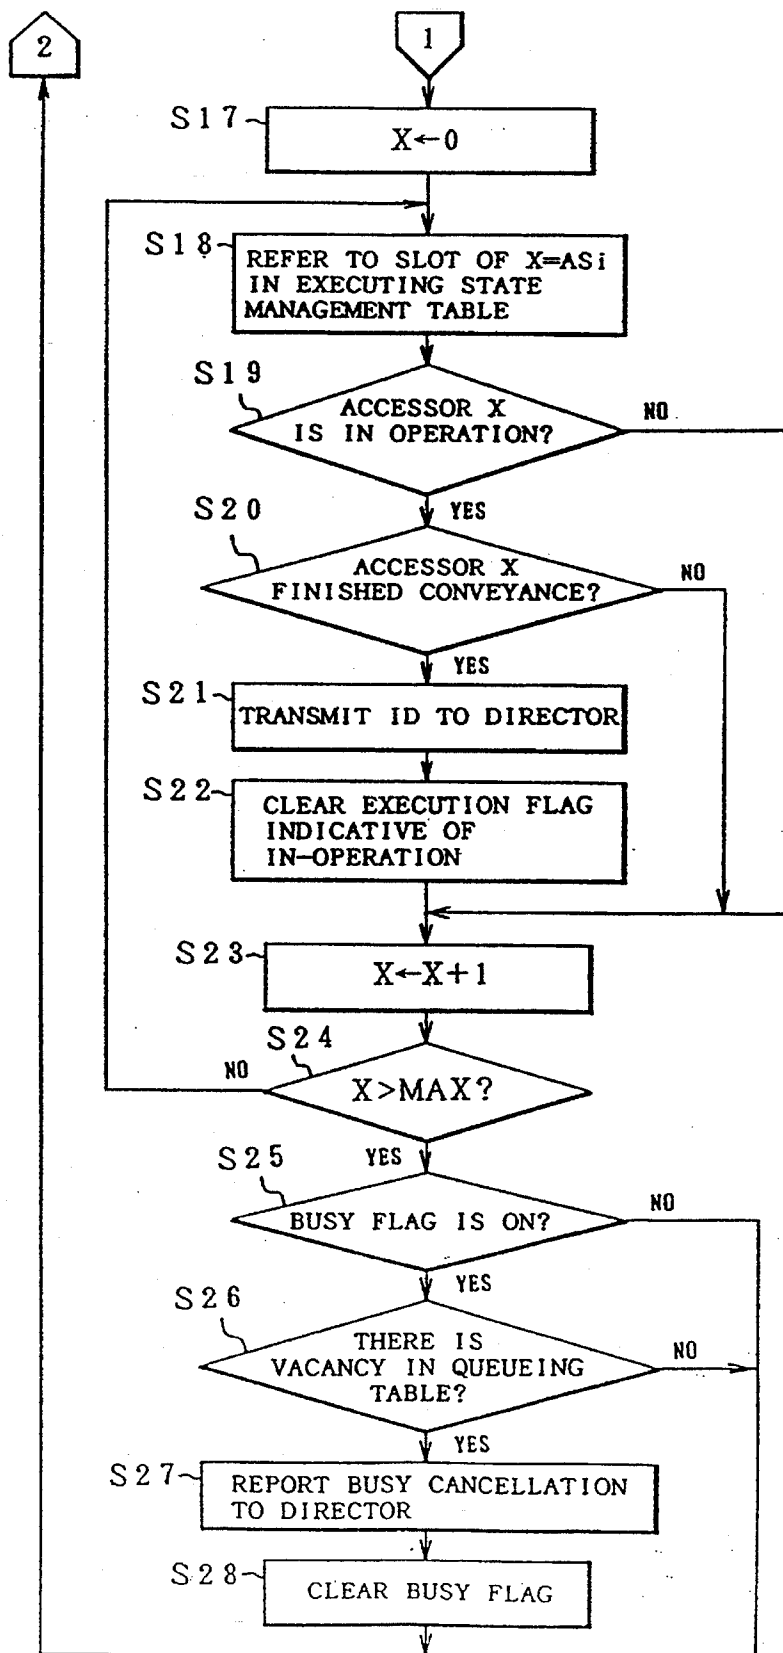 2
1
S17
X←0
S18
REFER TO SLOT OF X=ASi
IN EXECUTING STATE
MANAGEMENT TABLE
S19
ACCESSOR X
IS IN OPERATION?
NO
YES
S20
ACCESSOR X
FINISHED CONVEYANCE?
NO
YES
S21
TRANSMIT ID TO DIRECTOR
S22
CLEAR EXECUTION FLAG
INDICATIVE OF
IN-OPERATION
S23
X←X+1
S24
NO
X>MAX?
YES
S25
BUSY FLAG IS ON?
NO
YES
S26
THERE IS
VACANCY IN QUEUEING
TABLE?
NO
YES
S27
REPORT BUSY CANCELLATION
TO DIRECTOR
S28
CLEAR BUSY FLAG